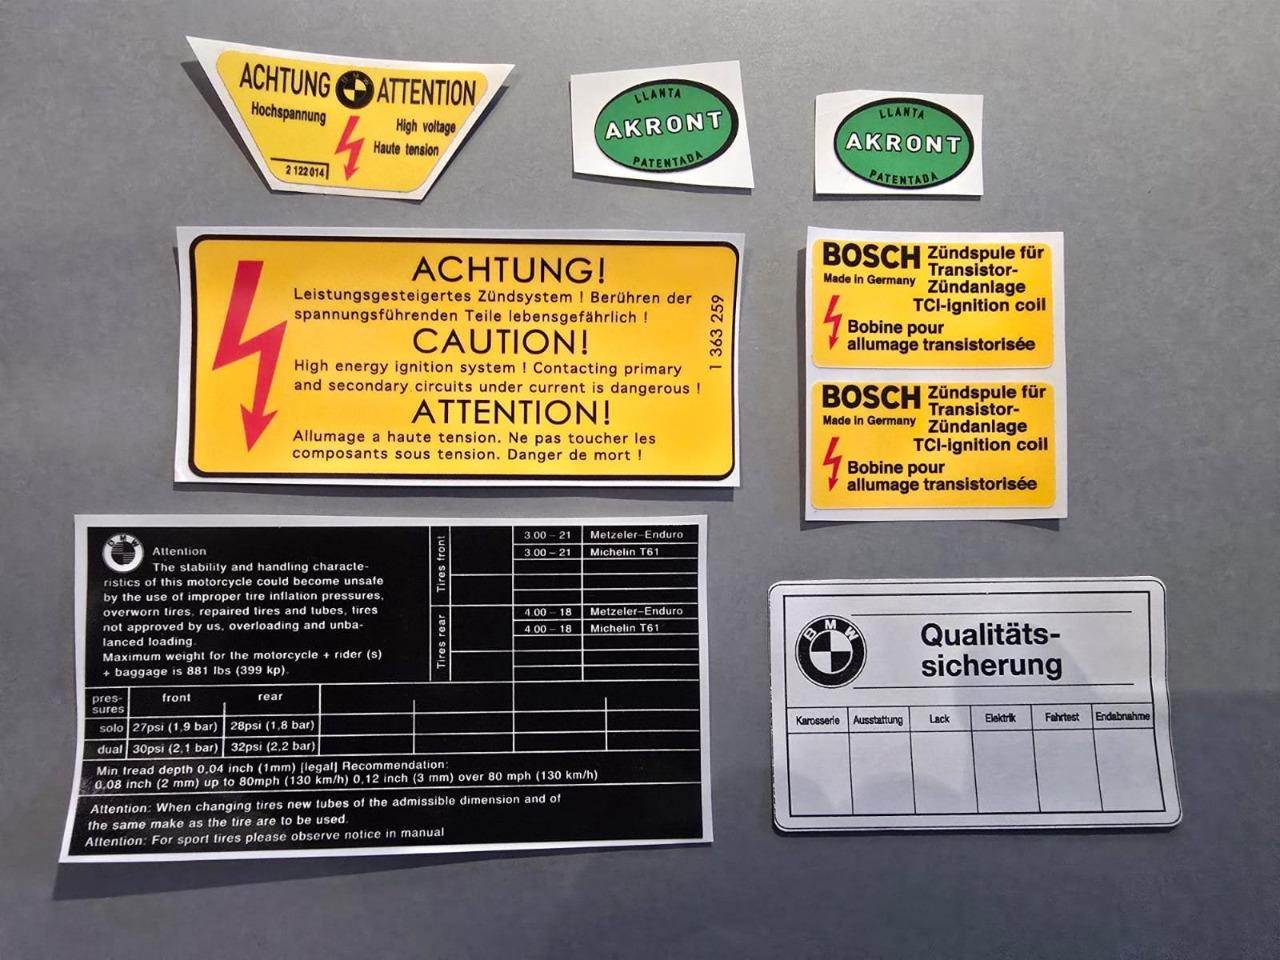 ACHTUNG BMW ATTENTION
Hochspannung
High voltage
Haute tension
2 122 014
LLANTA
AKRONT
PATENTADA
LLANTA
AKRONT
PATENTADA
ACHTUNG!
Leistungsgesteigertes Zündsystem ! Berühren der
spannungsführenden Teile lebensgefährlich !
CAUTION!
High energy ignition system ! Contacting primary
and secondary circuits under current is dangerous !
ATTENTION!
Allumage a haute tension. Ne pas toucher les
composants sous tension. Danger de mort !
1 363 259
BOSCH Zündspule für
Made in Germany Transistor-
Zündanlage
TCI-ignition coil
Bobine pour
allumage transistorisée
BOSCH Zündspule für
Made in Germany Transistor-
Zündanlage
TCI-ignition coil
Bobine pour
allumage transistorisée
BMW
Attention
The stability and handling characte-
ristics of this motorcycle could become unsafe
by the use of improper tire inflation pressures,
overworn tires, repaired tires and tubes, tires
not approved by us, overloading and unba-
lanced loading.
Maximum weight for the motorcycle + rider (s)
+ baggage is 881 lbs (399 kp).
Tires front
3.00 – 21 Metzeler–Enduro
3.00 – 21 Michelin T61
Tires rear
4.00 – 18 Metzeler–Enduro
4.00 – 18 Michelin T61
pres-
sures front rear
solo 27psi (1,9 bar) 28psi (1,8 bar)
dual 30psi (2,1 bar) 32psi (2,2 bar)
Min tread depth 0,04 inch (1mm) [legal] Recommendation:
0.08 inch (2 mm) up to 80mph (130 km/h) 0,12 inch (3 mm) over 80 mph (130 km/h)
Attention: When changing tires new tubes of the admissible dimension and of
the same make as the tire are to be used.
Attention: For sport tires please observe notice in manual
BMW
Qualitäts-
sicherung
Karosserie Ausstattung Lack Elektrik Fahrtest Endabnahme